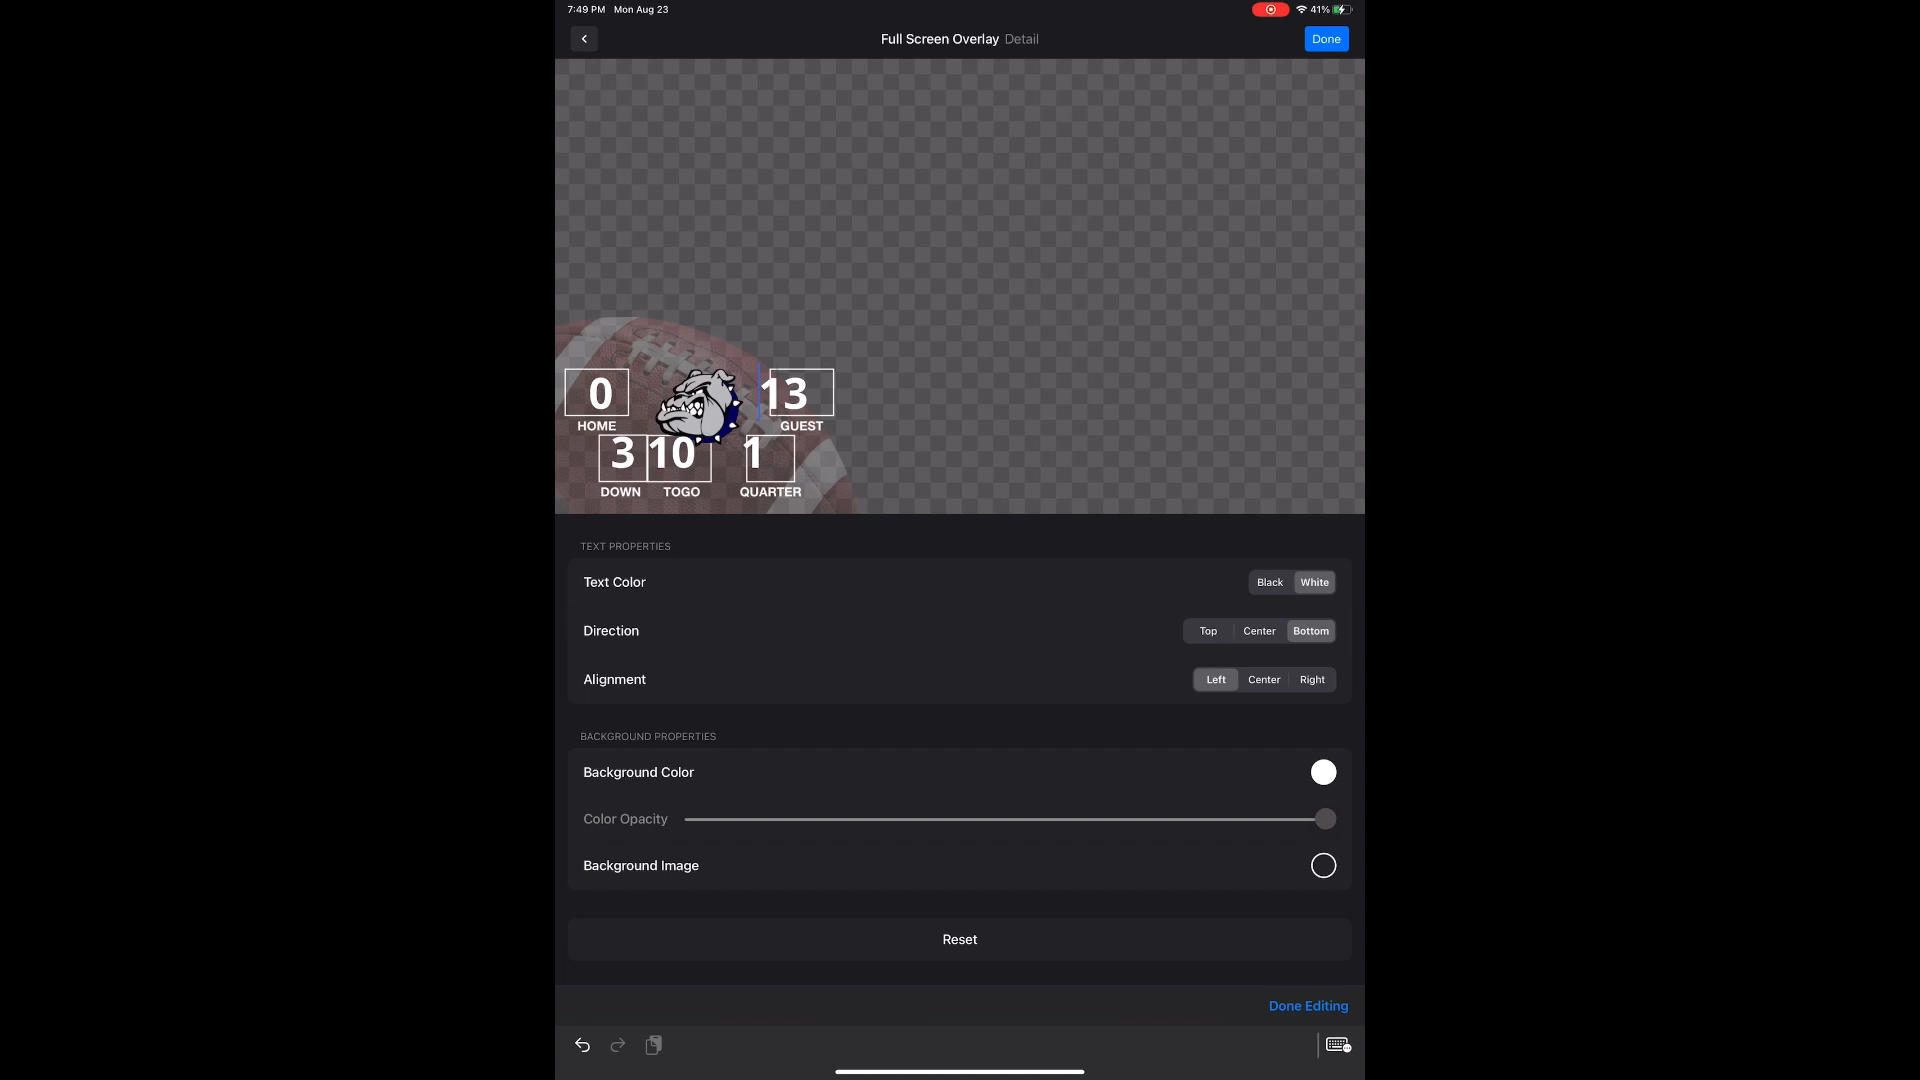 7:49 PM Mon Aug 23 41%
Full Screen Overlay Detail
Done
0 13
HOME GUEST
3 10 1
DOWN TOGO QUARTER
TEXT PROPERTIES
Text Color Black White
Direction Top Center Bottom
Alignment Left Center Right
BACKGROUND PROPERTIES
Background Color
Color Opacity
Background Image
Reset
Done Editing